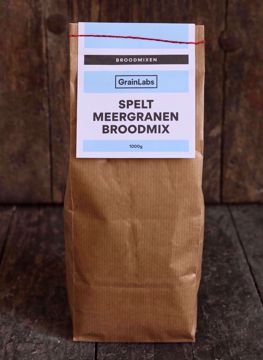 BROODMIXEN
GrainLabs
SPELT
MEERGRANEN
BROODMIX
1000g